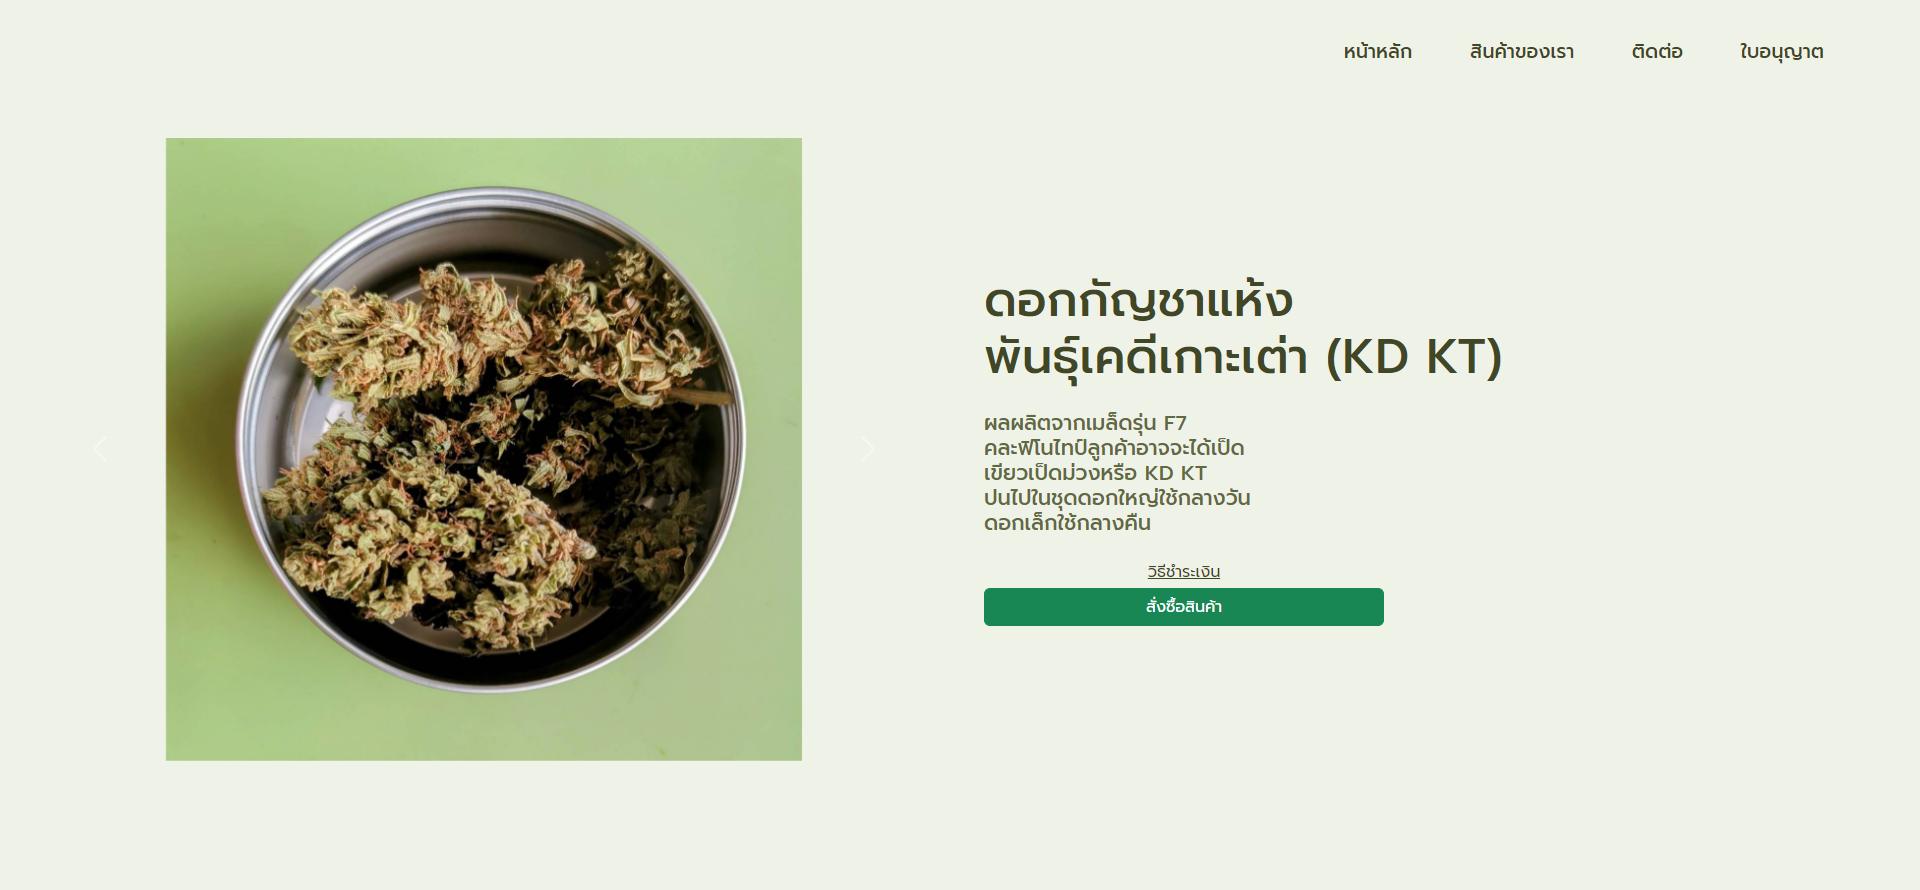 หน้าหลัก สินค้าของเรา ติดต่อ ใบอนุญาต
ดอกกัญชาแห้ง
พันธุ์เคดีเกาะเต่า (KD KT)
ผลผลิตจากเมล็ดรุ่น F7
คละฟีโนไทป์ลูกค้าอาจจะได้เป็ด
เขียวเป็ดม่วงหรือ KD KT
ปนไปในชุดดอกใหญ่ใช้กลางวัน
ดอกเล็กใช้กลางคืน
วิธีชำระเงิน
สั่งซื้อสินค้า